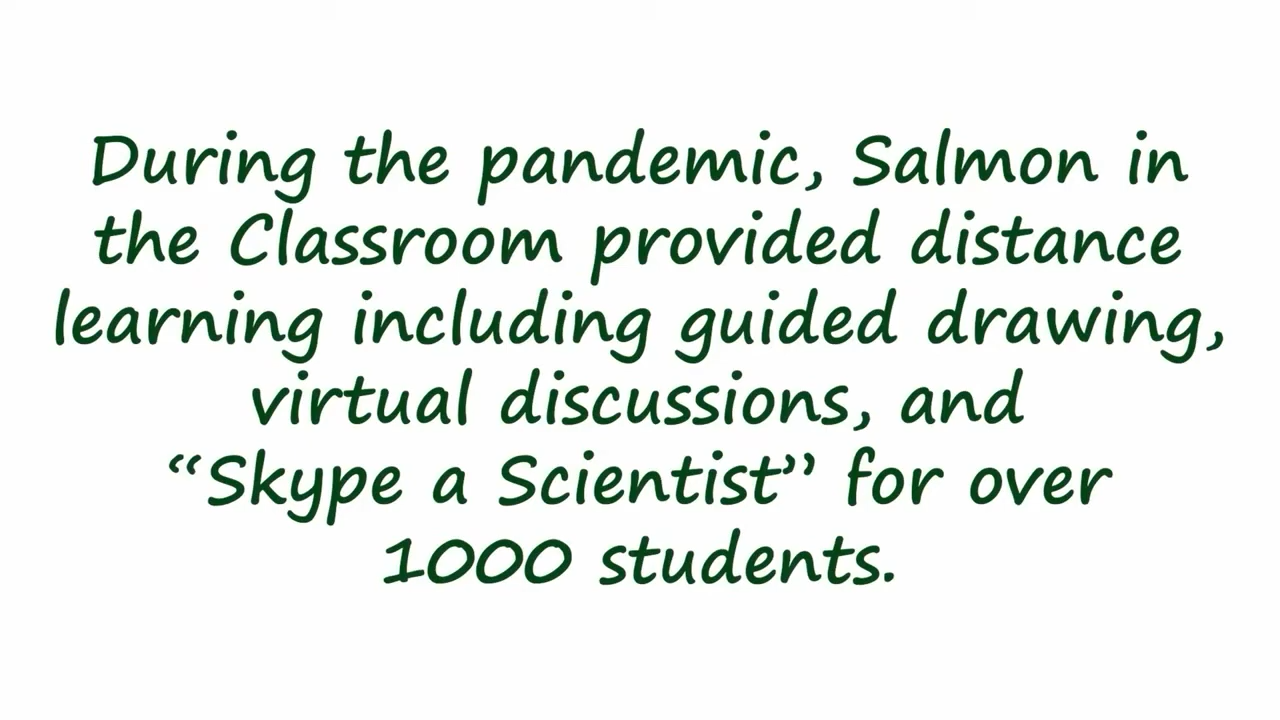 During the pandemic, Salmon in
the Classroom provided distance
learning including guided drawing,
virtual discussions, and
“Skype a Scientist” for over
1000 students.